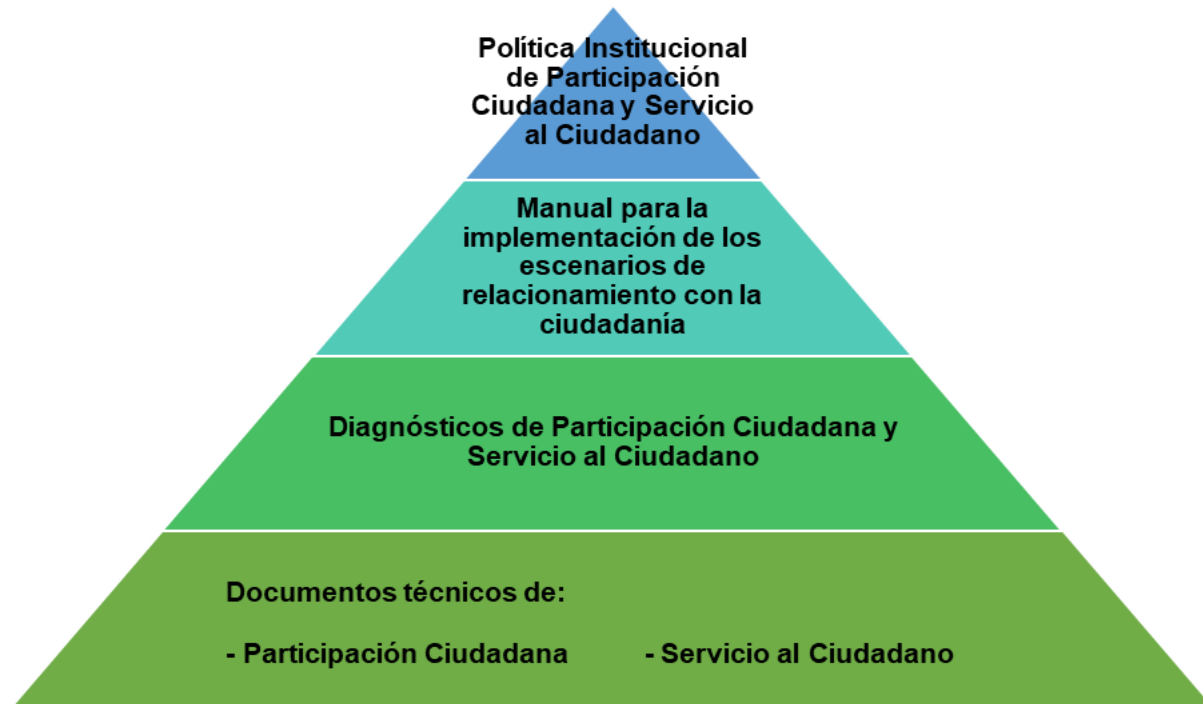 Política Institucional
de Participación
Ciudadana y Servicio
al Ciudadano
Manual para la
implementación de los
escenarios de
relacionamiento con la
ciudadanía
Diagnósticos de Participación Ciudadana y
Servicio al Ciudadano
Documentos técnicos de:
- Participación Ciudadana - Servicio al Ciudadano